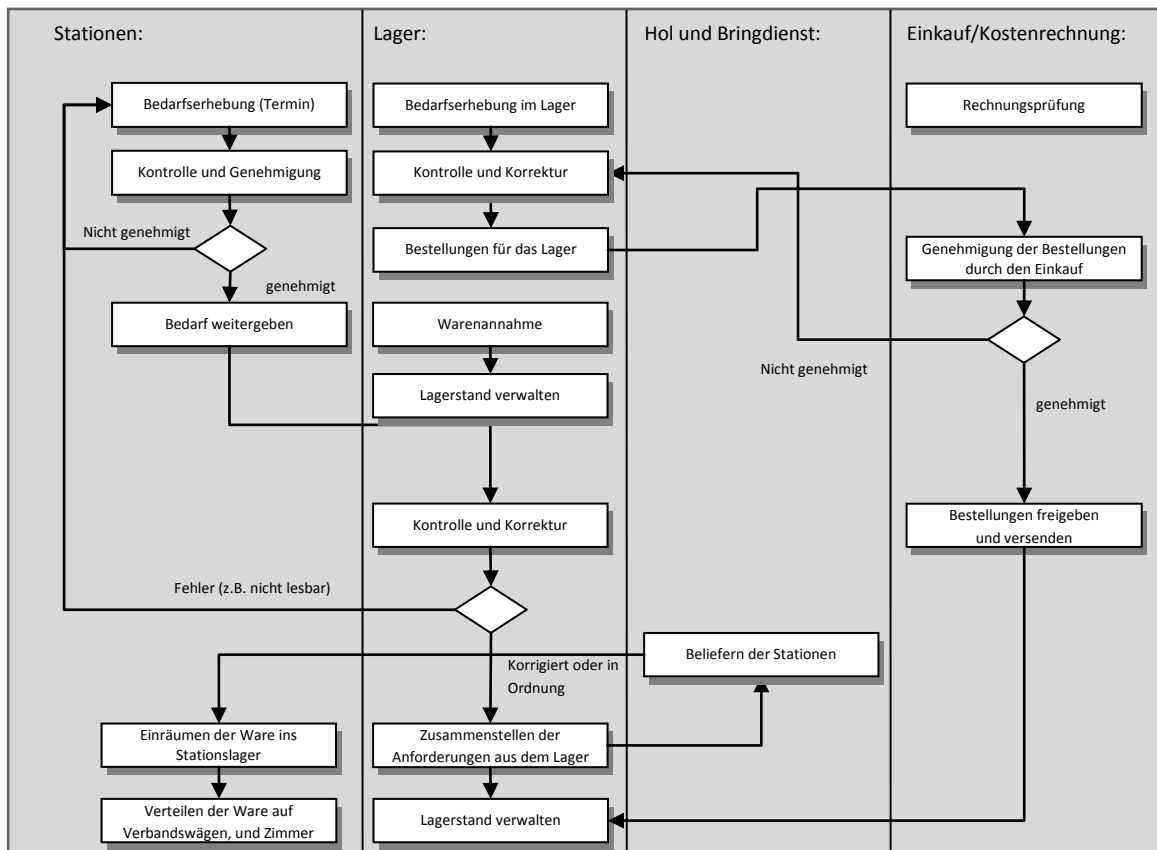 Stationen:
Lager:
Hol und Bringdienst:
Einkauf/Kostenrechnung:
Bedarfserhebung (Termin)
Bedarfserhebung im Lager
Rechnungsprüfung
Kontrolle und Genehmigung
Kontrolle und Korrektur
Nicht genehmigt
Bestellungen für das Lager
Genehmigung der Bestellungen
durch den Einkauf
genehmigt
Bedarf weitergeben
Warenannahme
Nicht genehmigt
Lagerstand verwalten
genehmigt
Kontrolle und Korrektur
Bestellungen freigeben
und versenden
Fehler (z.B. nicht lesbar)
Beliefern der Stationen
Korrigiert oder in
Ordnung
Einräumen der Ware ins
Stationslager
Zusammenstellen der
Anforderungen aus dem Lager
Verteilen der Ware auf
Verbandswägen, und Zimmer
Lagerstand verwalten